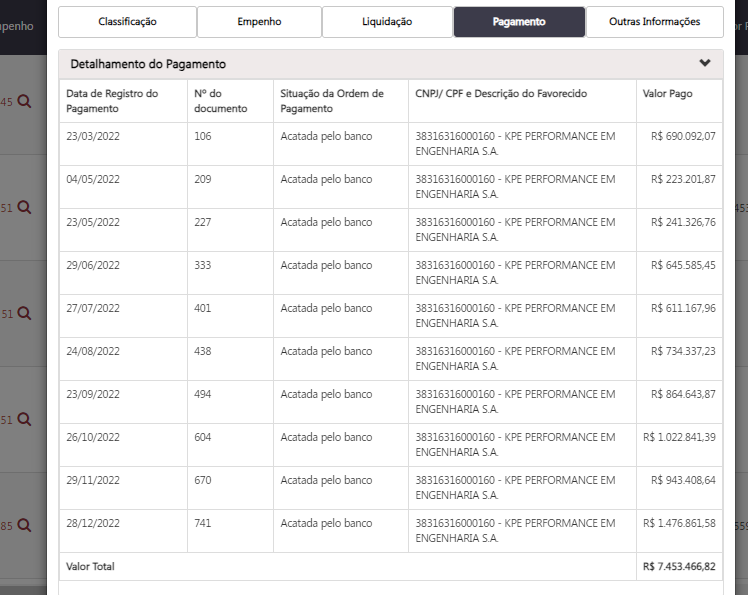 Classificação Empenho Liquidação Pagamento Outras Informações
penho
Detalhamento do Pagamento
Data de Registro do Pagamento Nº do documento Situação da Ordem de Pagamento CNPJ/ CPF e Descrição do Favorecido Valor Pago
23/03/2022 106 Acatada pelo banco 38316316000160 - KPE PERFORMANCE EM ENGENHARIA S.A. R$ 690.092,07
04/05/2022 209 Acatada pelo banco 38316316000160 - KPE PERFORMANCE EM ENGENHARIA S.A. R$ 223.201,87
23/05/2022 227 Acatada pelo banco 38316316000160 - KPE PERFORMANCE EM ENGENHARIA S.A. R$ 241.326,76
29/06/2022 333 Acatada pelo banco 38316316000160 - KPE PERFORMANCE EM ENGENHARIA S.A. R$ 645.585,45
27/07/2022 401 Acatada pelo banco 38316316000160 - KPE PERFORMANCE EM ENGENHARIA S.A. R$ 611.167,96
24/08/2022 438 Acatada pelo banco 38316316000160 - KPE PERFORMANCE EM ENGENHARIA S.A. R$ 734.337,23
23/09/2022 494 Acatada pelo banco 38316316000160 - KPE PERFORMANCE EM ENGENHARIA S.A. R$ 864.643,87
26/10/2022 604 Acatada pelo banco 38316316000160 - KPE PERFORMANCE EM ENGENHARIA S.A. R$ 1.022.841,39
29/11/2022 670 Acatada pelo banco 38316316000160 - KPE PERFORMANCE EM ENGENHARIA S.A. R$ 943.408,64
28/12/2022 741 Acatada pelo banco 38316316000160 - KPE PERFORMANCE EM ENGENHARIA S.A. R$ 1.476.861,58
Valor Total R$ 7.453.466,82
45
51
51
51
85